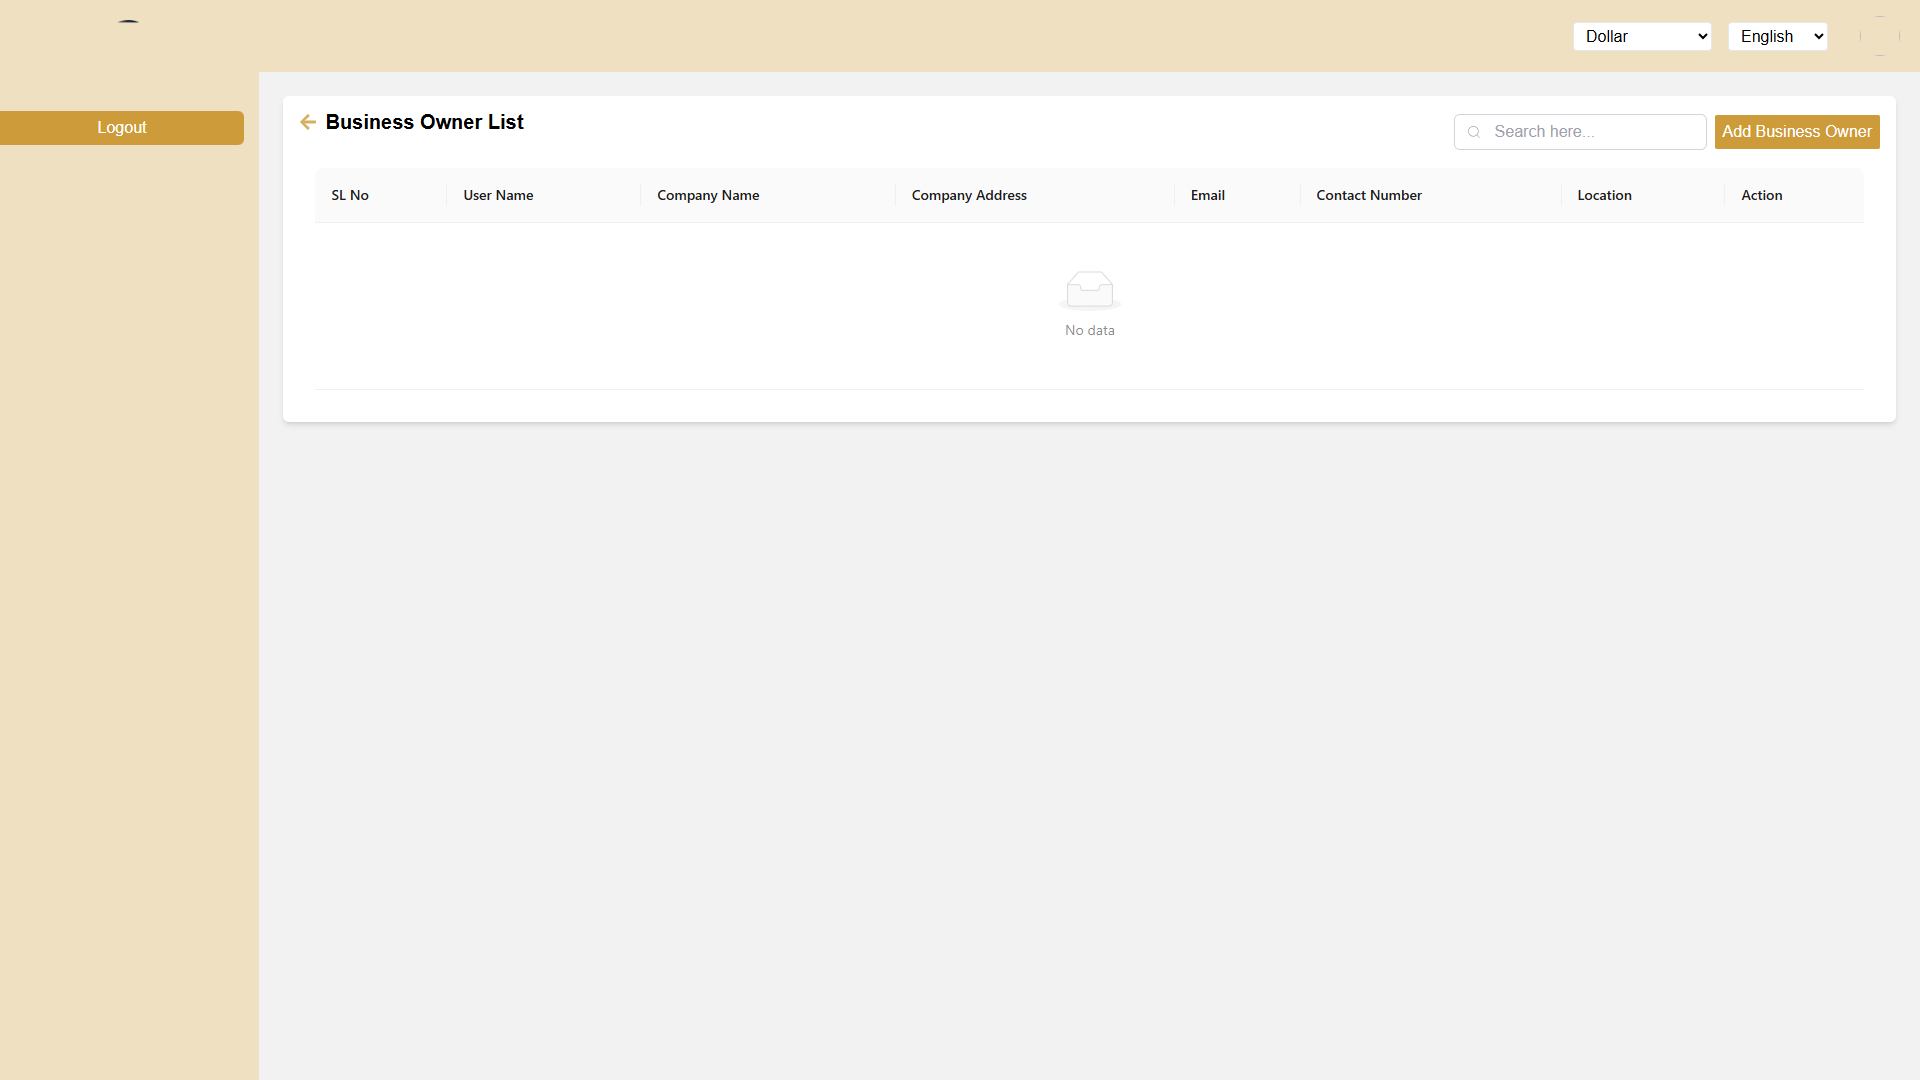 Dollar English
Logout
Business Owner List
Search here... Add Business Owner
SL No User Name Company Name Company Address Email Contact Number Location Action
No data